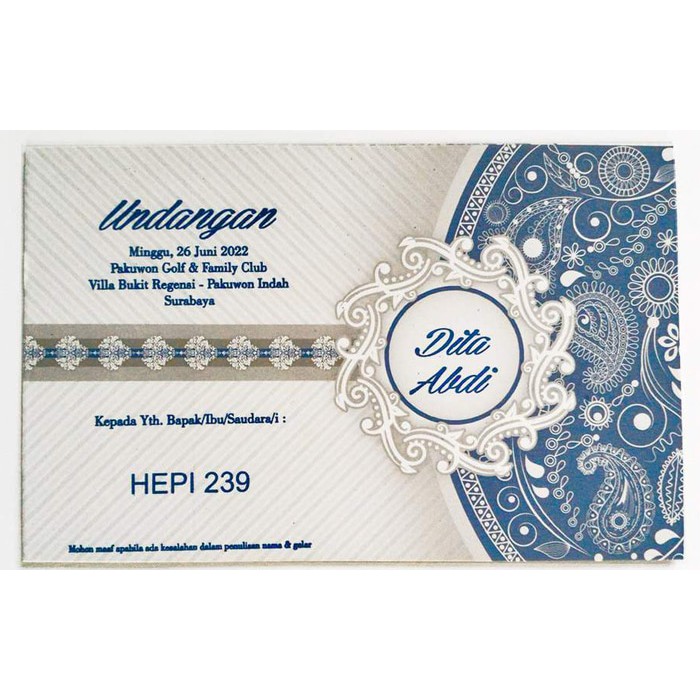 Undangan
Minggu, 26 Juni 2022
Pakuwon Golf & Family Club
Villa Bukit Regensi - Pakuwon Indah
Surabaya
Dita
Abdi
Kepada Yth. Bapak/Ibu/Saudara/i :
HEPI 239
Mohon maaf apabila ada kesalahan dalam penulisan nama & gelar